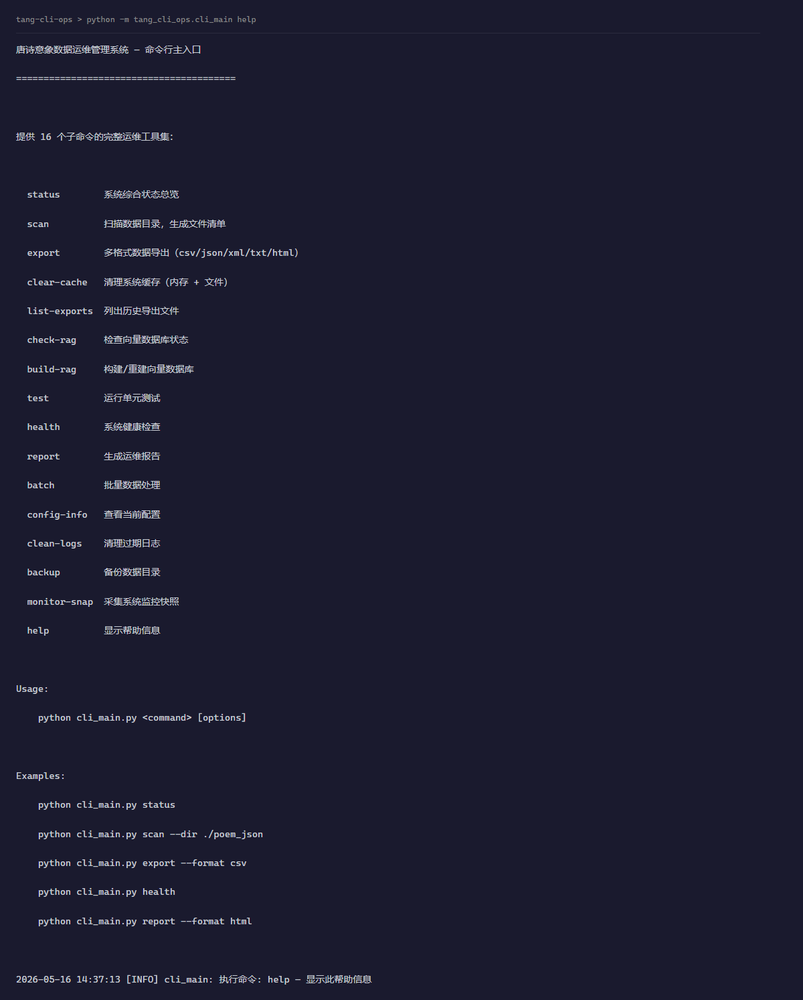 tang-cli-ops > python -m tang_cli_ops.cli_main help
唐诗意象数据运维管理系统 — 命令行主入口
========================================
提供 16 个子命令的完整运维工具集:
status 系统综合状态总览
scan 扫描数据目录，生成文件清单
export 多格式数据导出（csv/json/xml/txt/html）
clear-cache 清理系统缓存（内存 + 文件）
list-exports 列出历史导出文件
check-rag 检查向量数据库状态
build-rag 构建/重建向量数据库
test 运行单元测试
health 系统健康检查
report 生成运维报告
batch 批量数据处理
config-info 查看当前配置
clean-logs 清理过期日志
backup 备份数据目录
monitor-snap 采集系统监控快照
help 显示帮助信息
Usage:
python cli_main.py <command> [options]
Examples:
python cli_main.py status
python cli_main.py scan --dir ./poem_json
python cli_main.py export --format csv
python cli_main.py health
python cli_main.py report --format html
2026-05-16 14:37:13 [INFO] cli_main: 执行命令: help — 显示此帮助信息